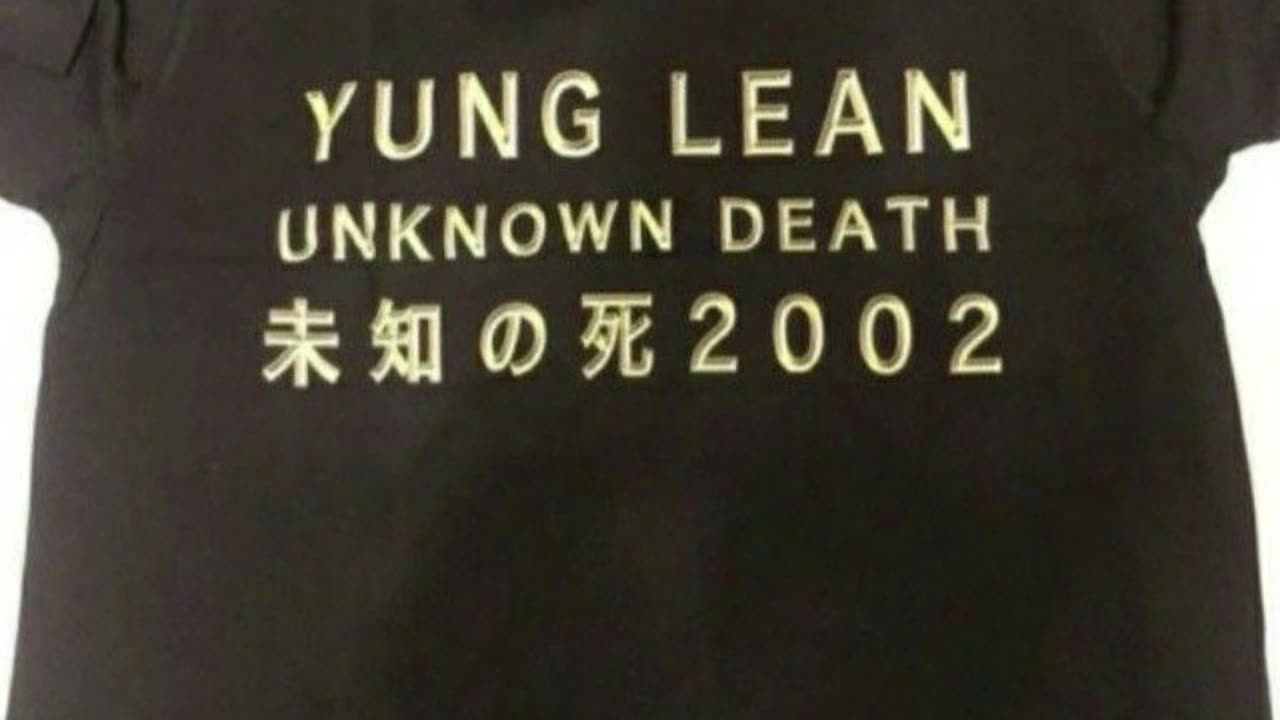 YUNG LEAN
UNKNOWN DEATH
未知の死2002